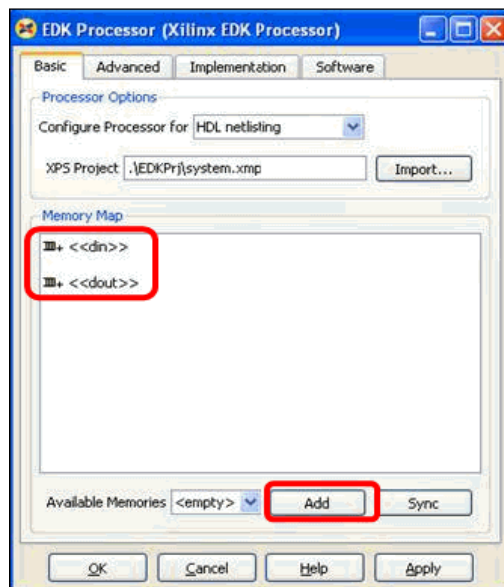 EDK Processor (Xilinx EDK Processor)
Basic Advanced Implementation Software
Processor Options
Configure Processor for HDL netlisting
XPS Project .\EDKPrj\system.xmp Import...
Memory Map
<<din>>
<<dout>>
Available Memories <empty> Add Sync
OK Cancel Help Apply